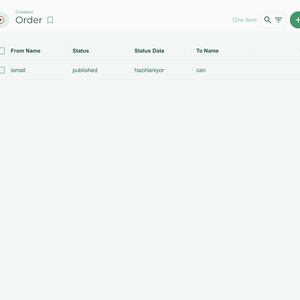 Content
Order
One Item
From Name Status Status Data To Name
ismail published hazirlaniyor can